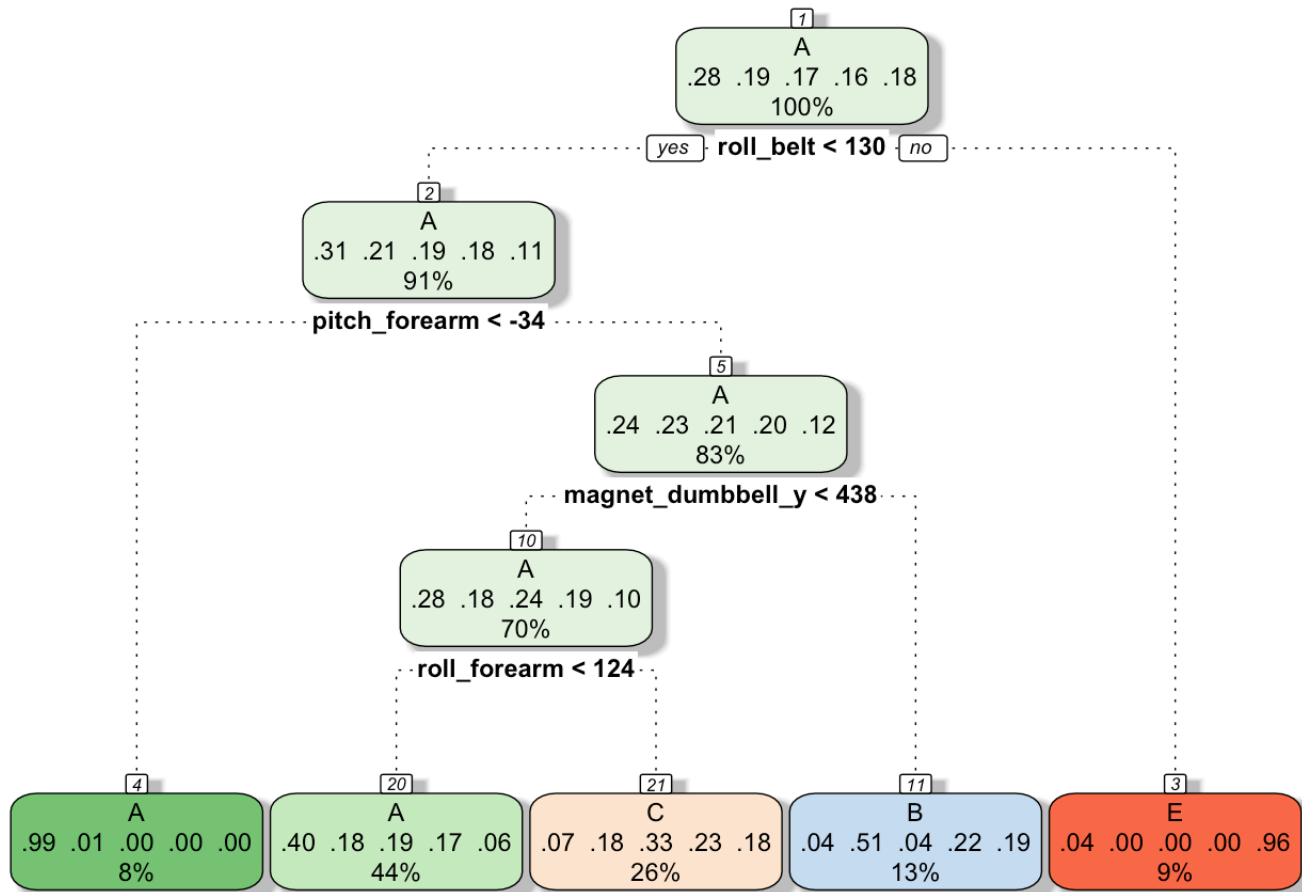 1
A
.28 .19 .17 .16 .18
100%
yes roll_belt < 130 no
2
A
.31 .21 .19 .18 .11
91%
pitch_forearm < -34
5
A
.24 .23 .21 .20 .12
83%
magnet_dumbbell_y < 438
10
A
.28 .18 .24 .19 .10
70%
roll_forearm < 124
4
A
.99 .01 .00 .00 .00
8%
20
A
.40 .18 .19 .17 .06
44%
21
C
.07 .18 .33 .23 .18
26%
11
B
.04 .51 .04 .22 .19
13%
3
E
.04 .00 .00 .00 .96
9%